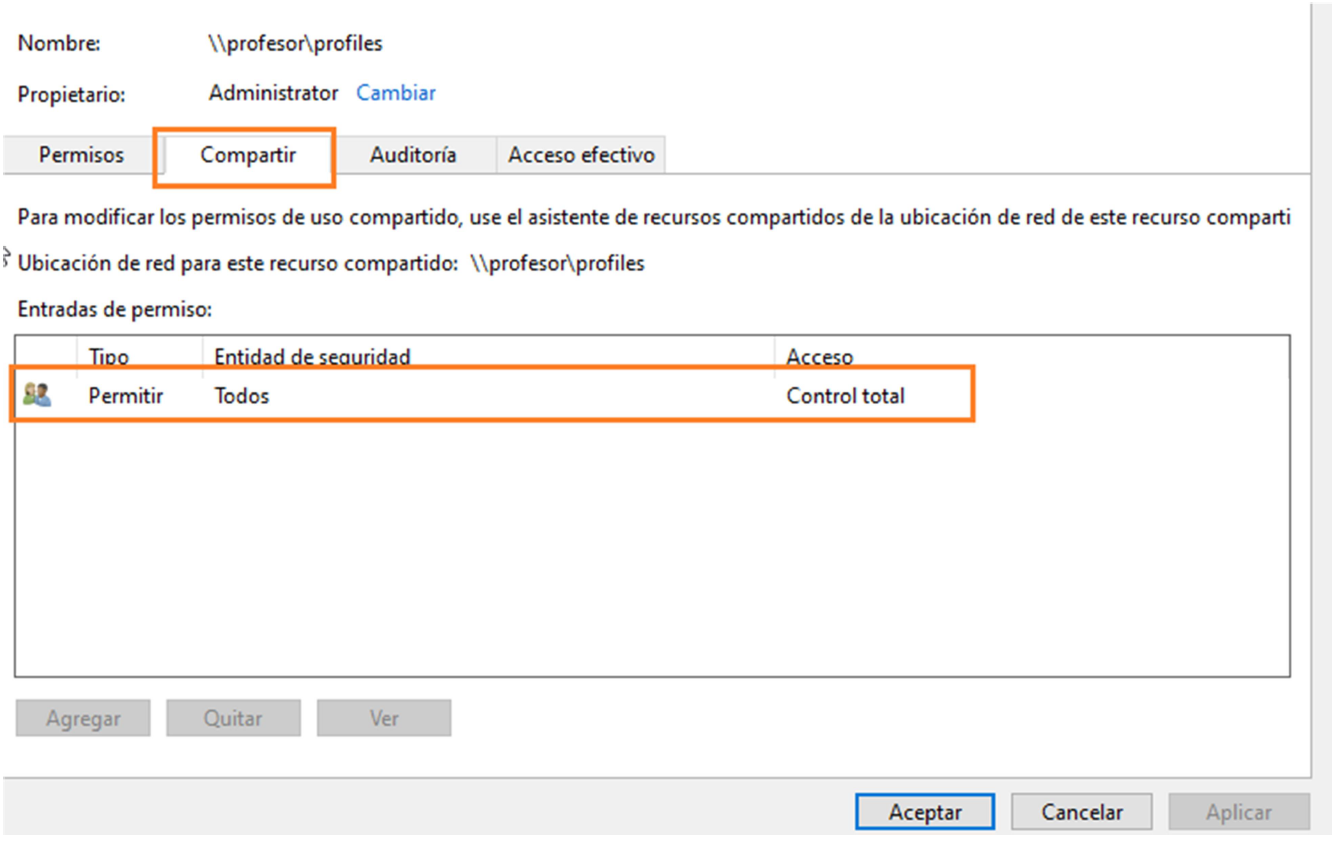 Nombre: \\profesor\profiles
Propietario: Administrator Cambiar
Permisos Compartir Auditoría Acceso efectivo
Para modificar los permisos de uso compartido, use el asistente de recursos compartidos de la ubicación de red de este recurso comparti
Ubicación de red para este recurso compartido: \\profesor\profiles
Entradas de permiso:
Tipo Entidad de seguridad Acceso
Permitir Todos Control total
Agregar Quitar Ver
Aceptar Cancelar Aplicar